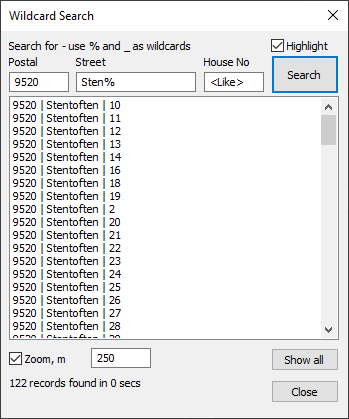 Wildcard Search
Search for - use % and _ as wildcards
Highlight
Postal Street House No
9520 Sten% <Like> Search
9520 | Stentoften | 10
9520 | Stentoften | 11
9520 | Stentoften | 12
9520 | Stentoften | 13
9520 | Stentoften | 14
9520 | Stentoften | 16
9520 | Stentoften | 18
9520 | Stentoften | 19
9520 | Stentoften | 2
9520 | Stentoften | 20
9520 | Stentoften | 21
9520 | Stentoften | 22
9520 | Stentoften | 23
9520 | Stentoften | 24
9520 | Stentoften | 25
9520 | Stentoften | 26
9520 | Stentoften | 27
9520 | Stentoften | 28
9520 | Stentoften | 29
Zoom, m 250 Show all
122 records found in 0 secs
Close